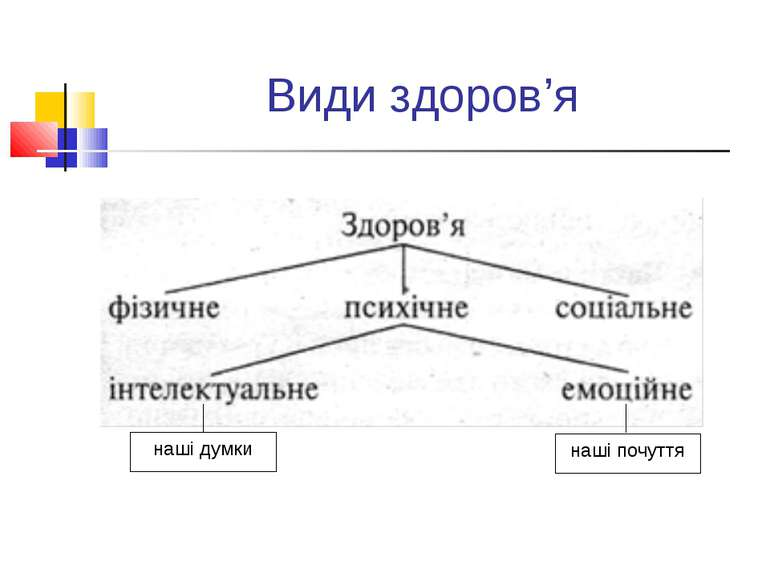 Види здоров’я
Здоров’я
фізичне психічне соціальне
інтелектуальне емоційне
наші думки наші почуття